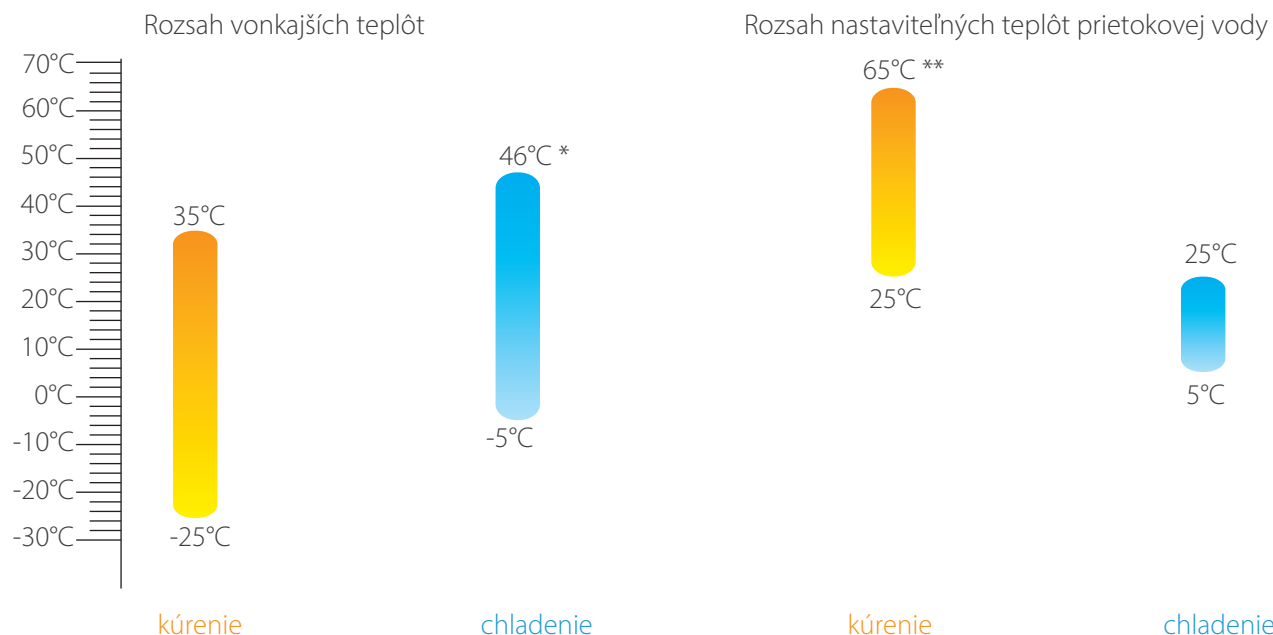 Rozsah vonkajších teplôt
70°C
60°C
50°C
40°C
30°C
20°C
10°C
0°C
-10°C
-20°C
-30°C
35°C
-25°C
kúrenie
46°C *
-5°C
chladenie
Rozsah nastaviteľných teplôt prietokovej vody
65°C **
25°C
kúrenie
25°C
5°C
chladenie